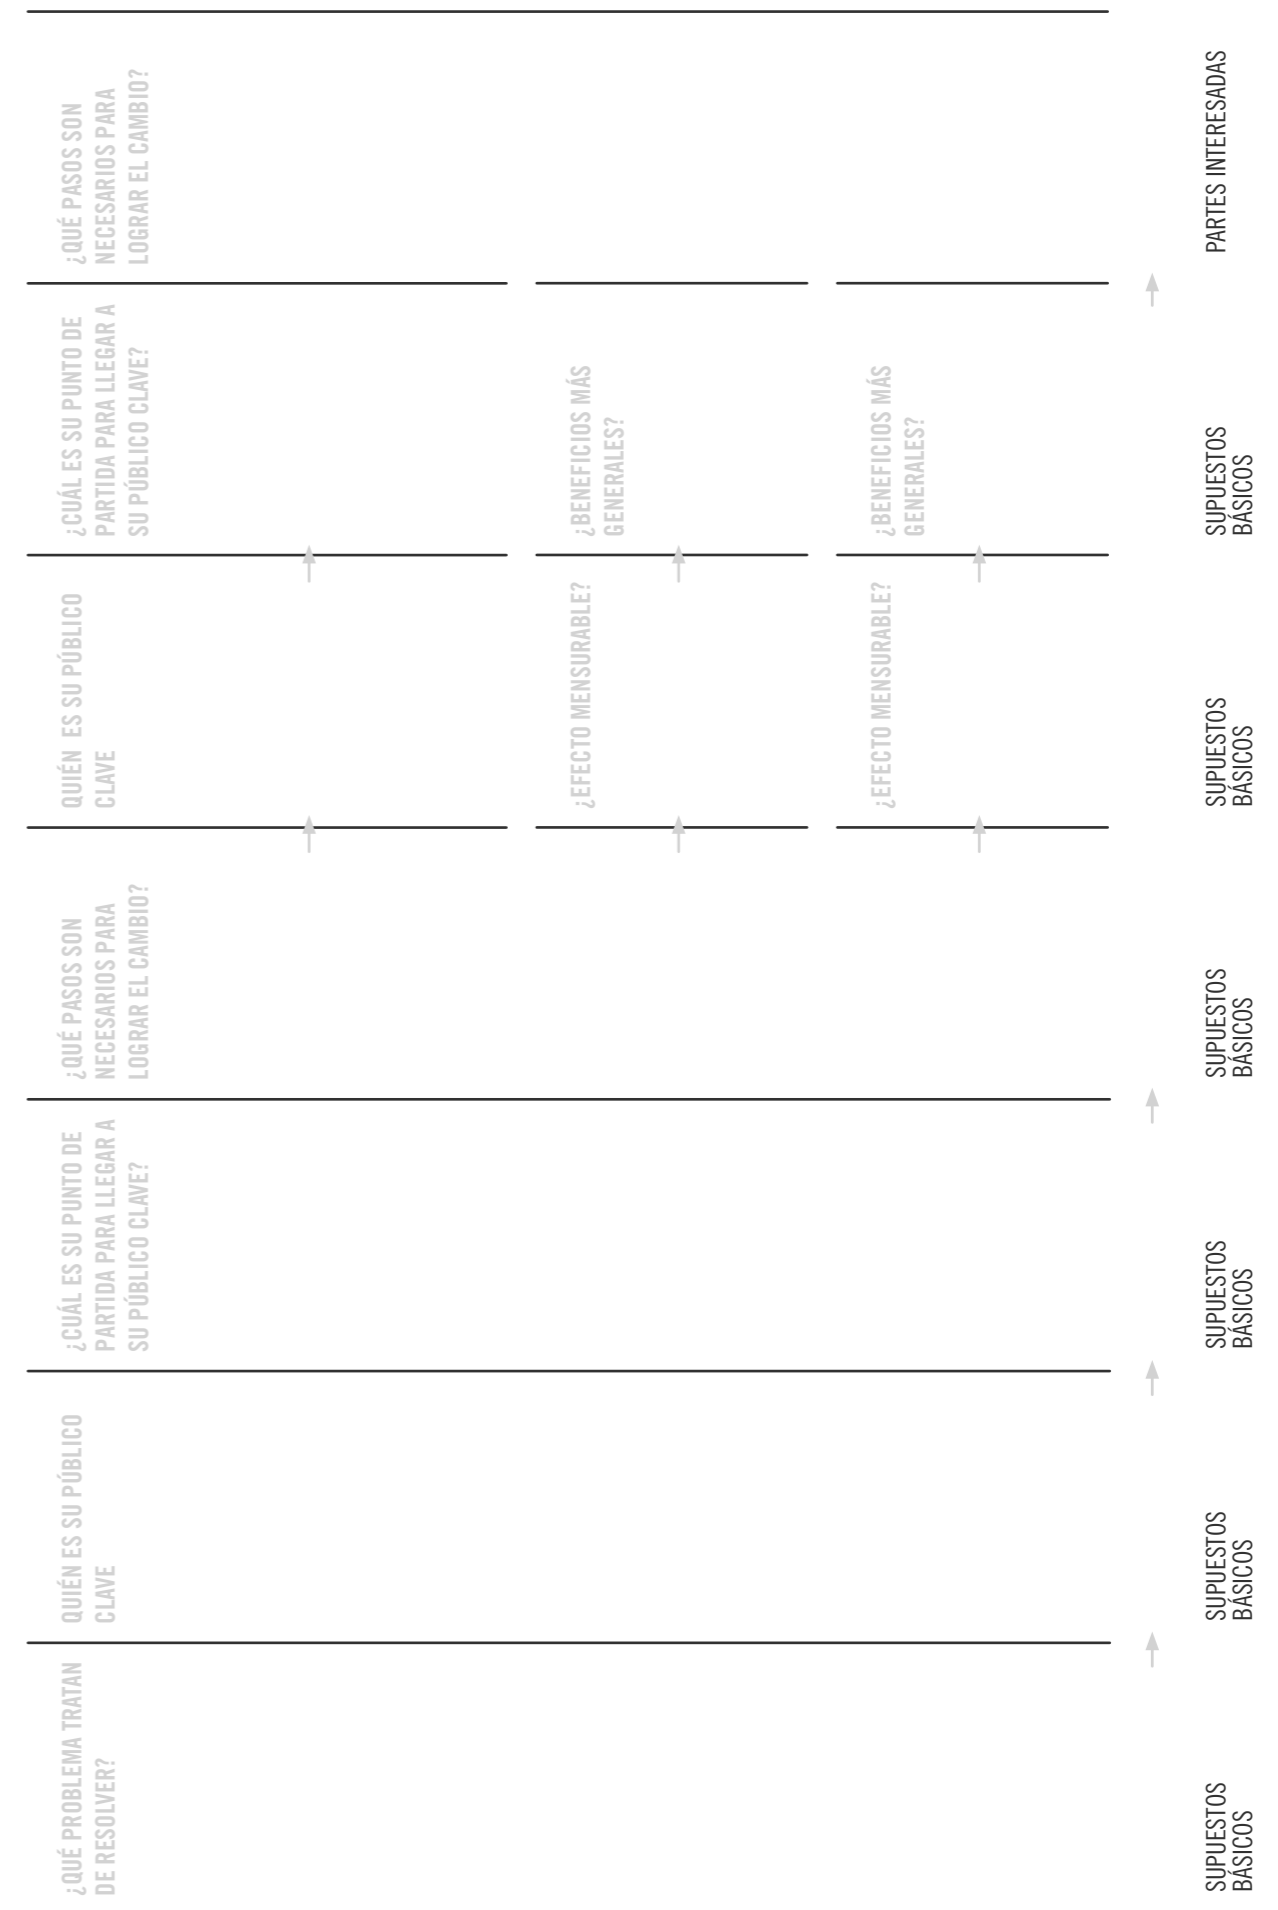 ¿QUÉ PROBLEMA TRATAN
DE RESOLVER?
QUIÉN ES SU PÚBLICO
CLAVE
¿CUÁL ES SU PUNTO DE
PARTIDA PARA LLEGAR A
SU PÚBLICO CLAVE?
¿QUÉ PASOS SON
NECESARIOS PARA
LOGRAR EL CAMBIO?
QUIÉN ES SU PÚBLICO
CLAVE
¿CUÁL ES SU PUNTO DE
PARTIDA PARA LLEGAR A
SU PÚBLICO CLAVE?
¿QUÉ PASOS SON
NECESARIOS PARA
LOGRAR EL CAMBIO?
¿EFECTO MENSURABLE?
¿BENEFICIOS MÁS
GENERALES?
¿EFECTO MENSURABLE?
¿BENEFICIOS MÁS
GENERALES?
SUPUESTOS
BÁSICOS
SUPUESTOS
BÁSICOS
SUPUESTOS
BÁSICOS
SUPUESTOS
BÁSICOS
SUPUESTOS
BÁSICOS
SUPUESTOS
BÁSICOS
PARTES INTERESADAS